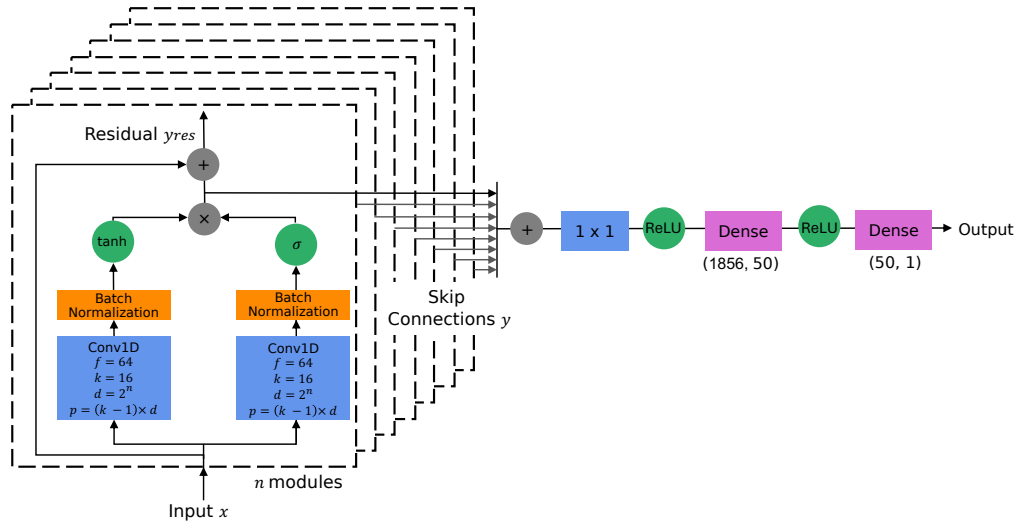 Residual yres
+
×
tanh
σ
Batch
Normalization
Batch
Normalization
Conv1D
f = 64
k = 16
d = 2ⁿ
p = (k - 1)× d
Conv1D
f = 64
k = 16
d = 2ⁿ
p = (k - 1)× d
n modules
Input x
Skip
Connections y
+
1 x 1
ReLU
Dense
(1856, 50)
ReLU
Dense
(50, 1)
Output